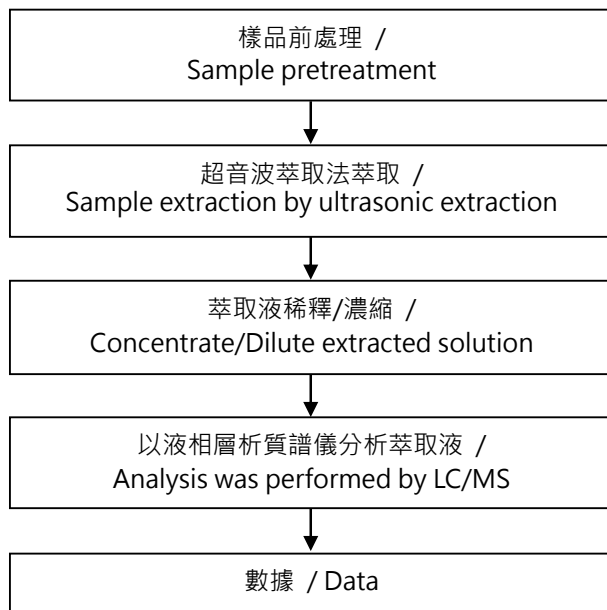 樣品前處理 /
Sample pretreatment
超音波萃取法萃取 /
Sample extraction by ultrasonic extraction
萃取液稀釋/濃縮 /
Concentrate/Dilute extracted solution
以液相層析質譜儀分析萃取液 /
Analysis was performed by LC/MS
數據 / Data